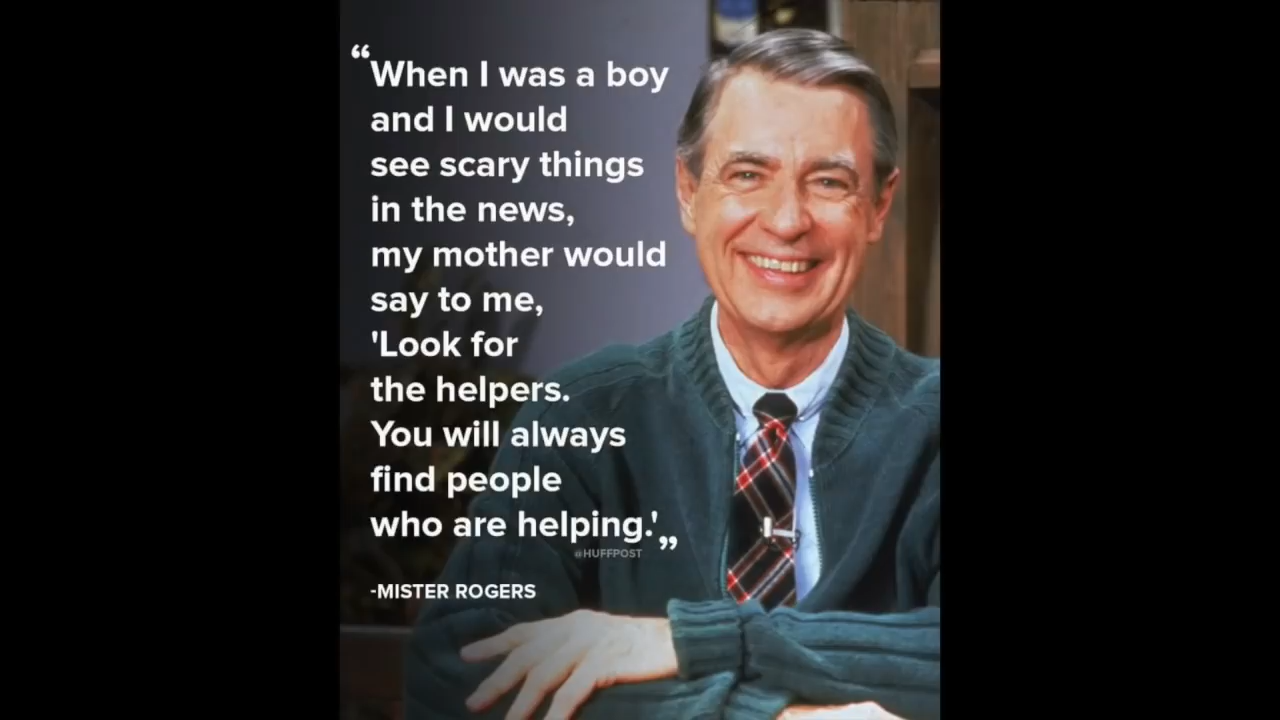 “When I was a boy
and I would
see scary things
in the news,
my mother would
say to me,
'Look for
the helpers.
You will always
find people
who are helping.'„
@HUFFPOST
-MISTER ROGERS